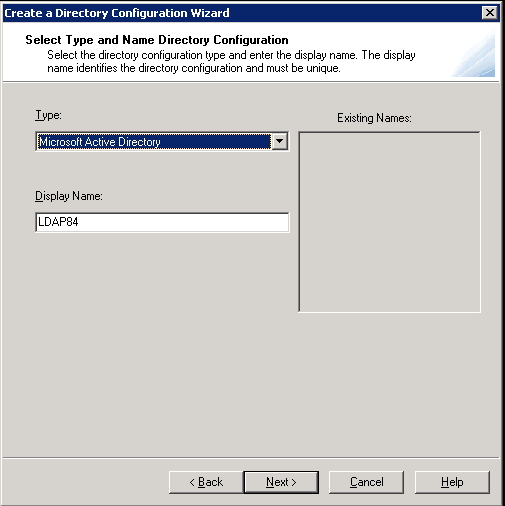 Create a Directory Configuration Wizard
Select Type and Name Directory Configuration
Select the directory configuration type and enter the display name. The display
name identifies the directory configuration and must be unique.
Type:
Existing Names:
Microsoft Active Directory
Display Name:
LDAP84
< Back
Next >
Cancel
Help